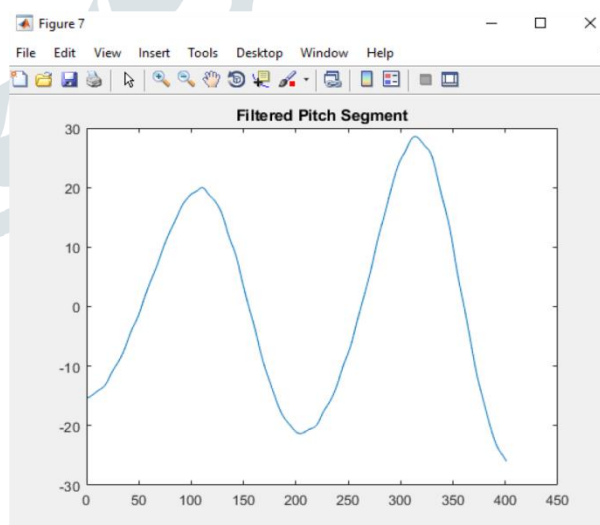 Figure 7
File Edit View Insert Tools Desktop Window Help
Filtered Pitch Segment
30
20
10
0
-10
-20
-30
0 50 100 150 200 250 300 350 400 450